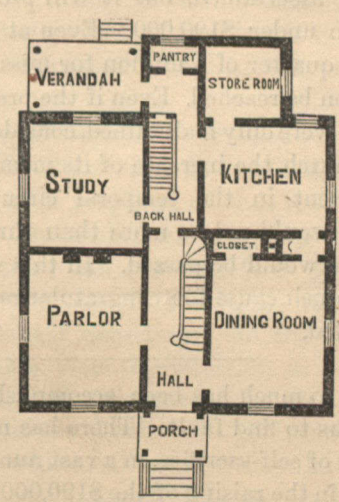 PANTRY
VERANDAH
STORE ROOM
STUDY
KITCHEN
BACK HALL
CLOSET
PARLOR
DINING ROOM
HALL
PORCH